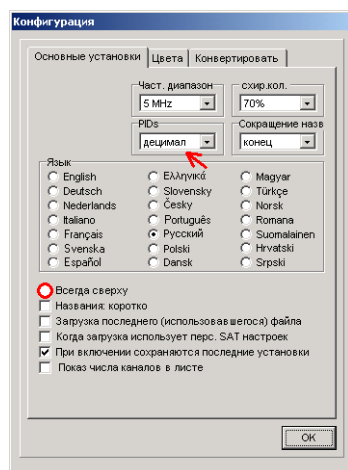 Конфигурация
Основные установки Цвета Конвертировать
Част. диапазон схир.кол.
5 MHz 70%
PIDs Сокращение назв
децимал конец
Язык
English Ελληνικά Magyar
Deutsch Slovensky Türkçe
Nederlands Česky Norsk
Italiano Português Romana
Français Русский Suomalainen
Svenska Polski Hrvatski
Español Dansk Srpski
Всегда сверху
Названия: коротко
Загрузка последнего (использовавшегося) файла
Когда загрузка использует перс. SAT настроек
При включении сохраняются последние установки
Показ числа каналов в листе
OK